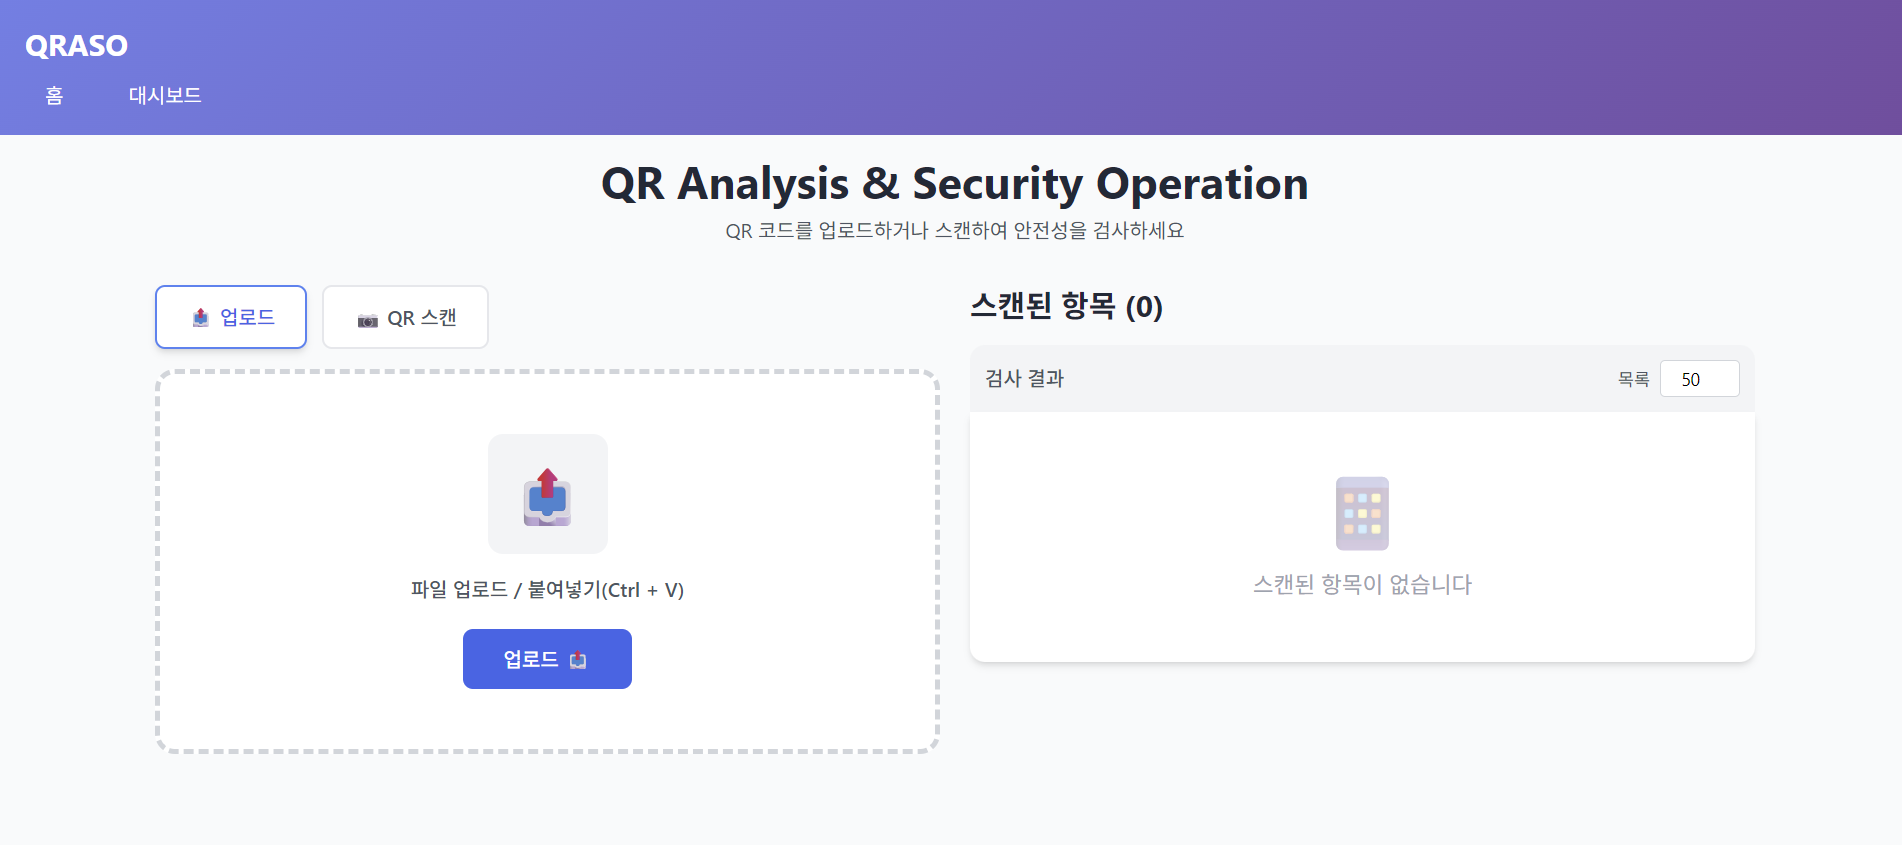 QRASO
홈 대시보드
QR Analysis & Security Operation
QR 코드를 업로드하거나 스캔하여 안전성을 검사하세요
업로드 QR 스캔
파일 업로드 / 붙여넣기(Ctrl + V)
업로드
스캔된 항목 (0)
검사 결과 목록 50
스캔된 항목이 없습니다